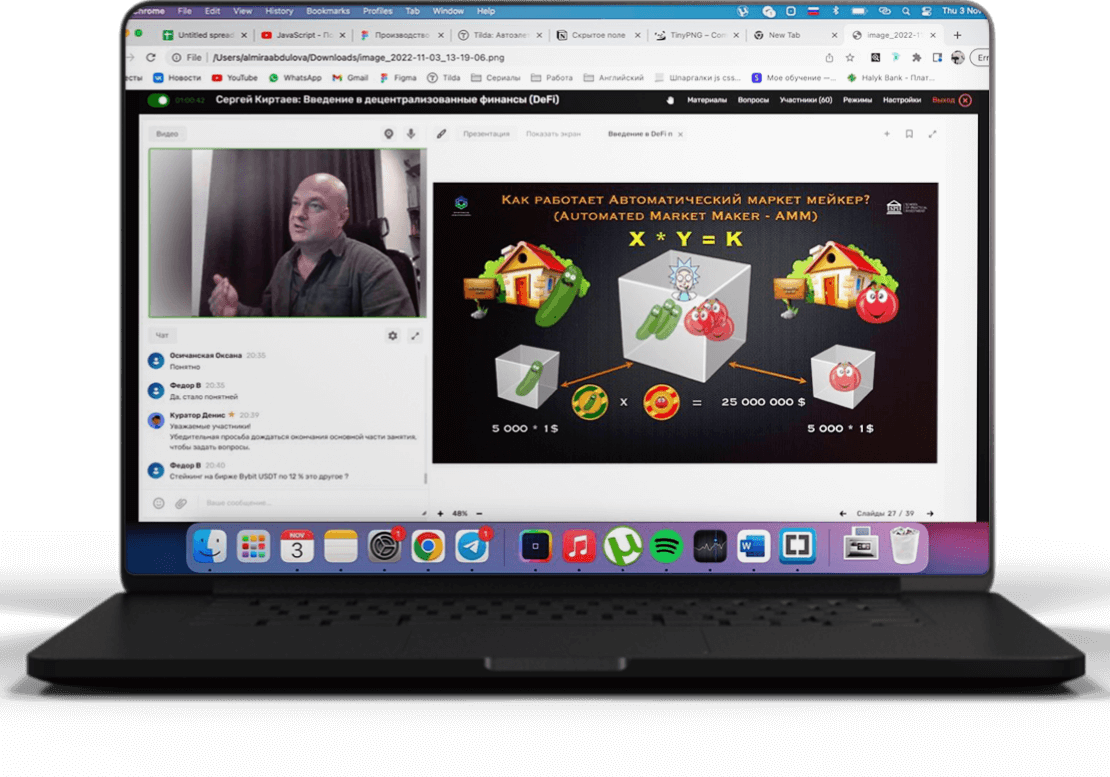 Chrome File Edit View History Bookmarks Profiles Tab Window Help Thu 3 Nov
Untitled spread
JavaScript - По
Производство
Tilda: Автоплат
Скрытое поле
TinyPNG – Com
New Tab
image_2022-1
File /Users/almiraabdulova/Downloads/image_2022-11-03_13-19-06.png
Новости YouTube WhatsApp Gmail Figma Tilda Сериалы Работа Английский Шпаргалки js css... Мое обучение —... Halyk Bank - Плат...
01:00:42 Сергей Киртаев: Введение в децентрализованные финансы (DeFi) Материалы Вопросы Участники (60) Режимы Настройки Выход
Видео
Презентация Показать экран Введение в DeFi п
Как работает Автоматический маркет мейкер?
(Automated Market Maker - AMM)
X * Y = K
x = 25 000 000 $
5 000 * 1$
5 000 * 1$
Чат
Осичанская Оксана 20:35
Понятно
Федор В 20:35
Да, стало понятней
Куратор Денис 20:39
Уважаемые участники!
Убедительная просьба дождаться окончания основной части занятия,
чтобы задать вопросы.
Федор В 20:40
Стейкинг на бирже Bybit USDT по 12 % это другое ?
Ваше сообщение...
+ 48% −
Слайды 27 / 39
NOV
3
1
1
W